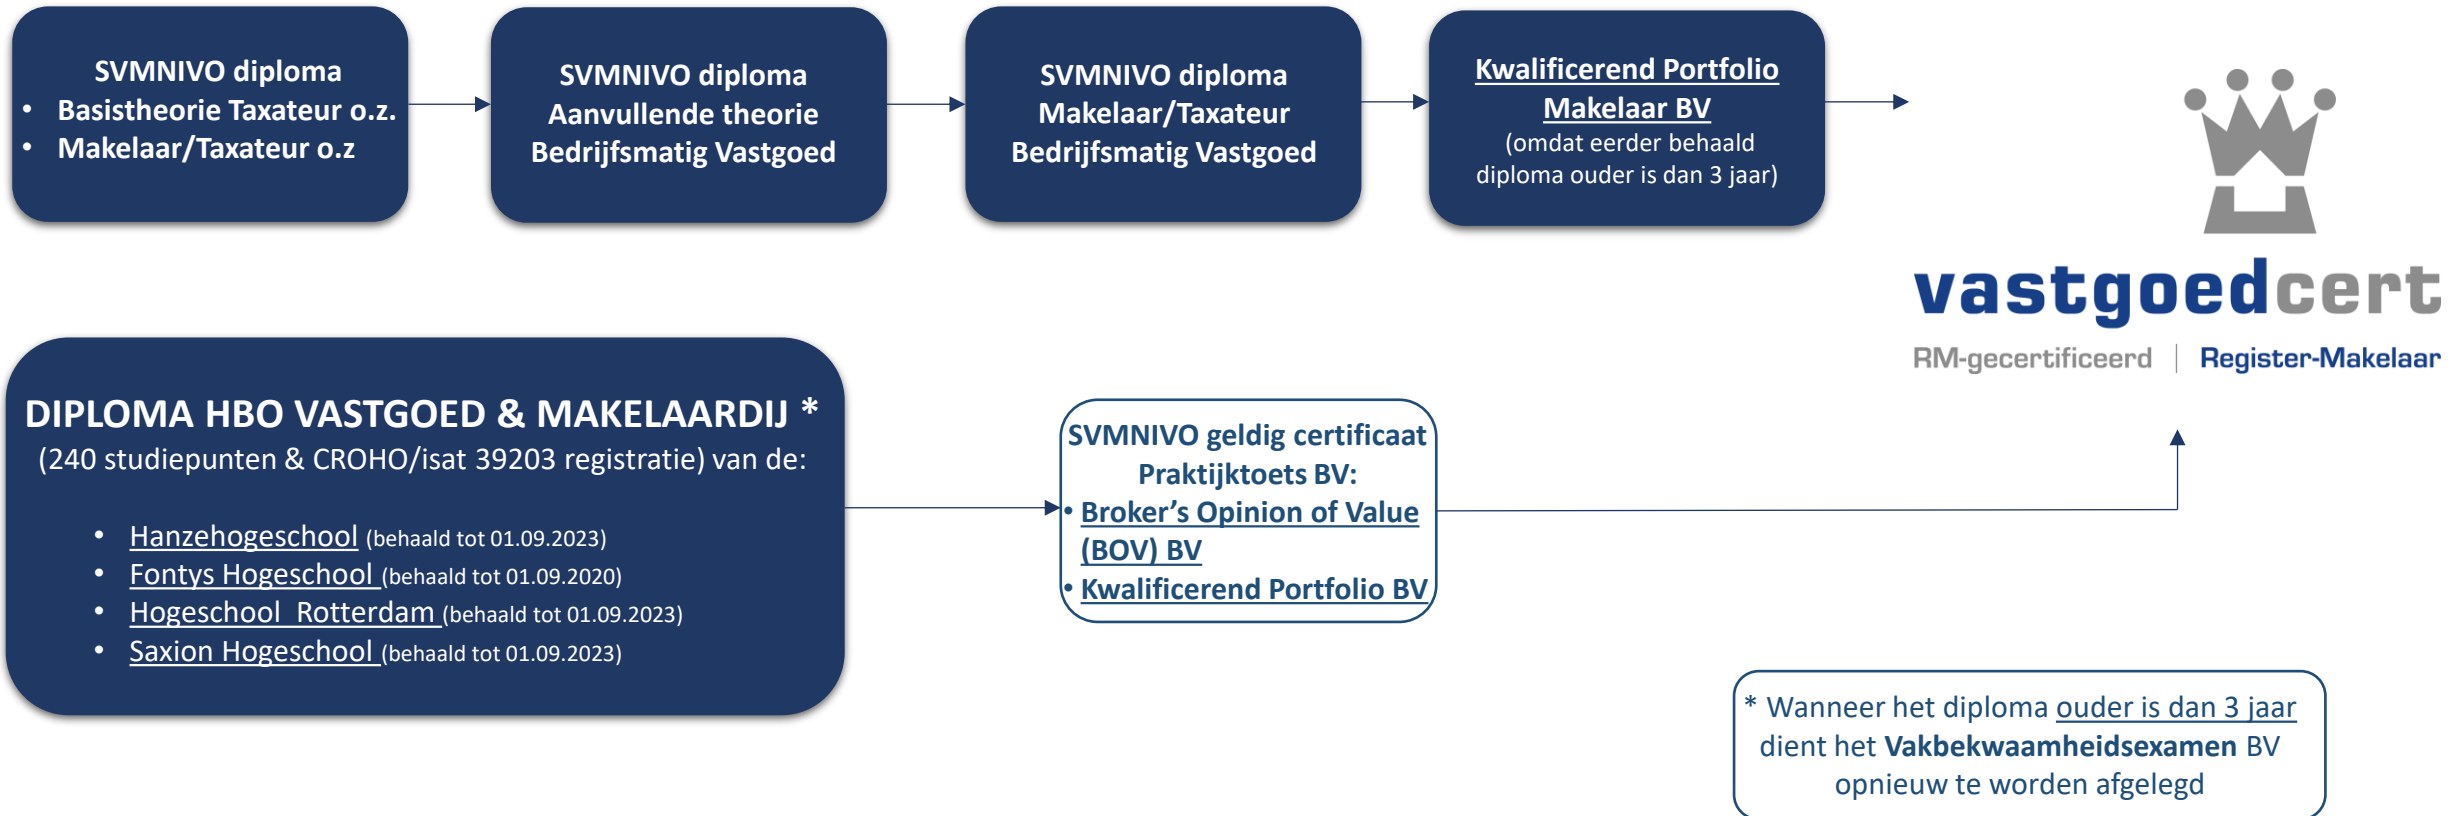 SVMNIVO diploma
• Basistheorie Taxateur o.z.
• Makelaar/Taxateur o.z
SVMNIVO diploma
Aanvullende theorie
Bedrijfsmatig Vastgoed
SVMNIVO diploma
Makelaar/Taxateur
Bedrijfsmatig Vastgoed
Kwalificerend Portfolio
Makelaar BV
(omdat eerder behaald
diploma ouder is dan 3 jaar)
vastgoedcert
RM-gecertificeerd | Register-Makelaar
DIPLOMA HBO VASTGOED & MAKELAARDIJ *
(240 studiepunten & CROHO/isat 39203 registratie) van de:
• Hanzehogeschool (behaald tot 01.09.2023)
• Fontys Hogeschool (behaald tot 01.09.2020)
• Hogeschool Rotterdam (behaald tot 01.09.2023)
• Saxion Hogeschool (behaald tot 01.09.2023)
SVMNIVO geldig certificaat
Praktijktoets BV:
• Broker's Opinion of Value
(BOV) BV
• Kwalificerend Portfolio BV
* Wanneer het diploma ouder is dan 3 jaar
dient het Vakbekwaamheidsexamen BV
opnieuw te worden afgelegd